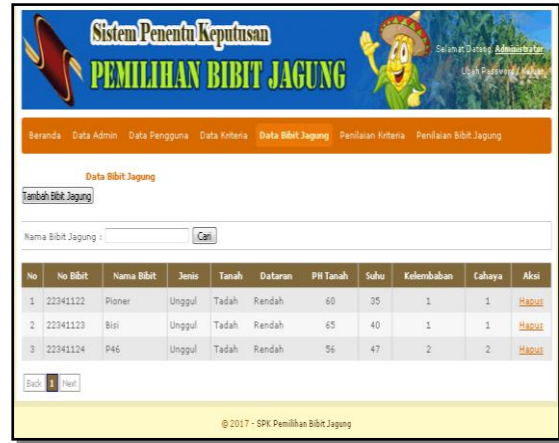 Sistem Penentu Keputusan
PEMILIHAN BIBIT JAGUNG
Selamat Datang, Administrator
Ubah Password / Keluar
Beranda Data Admin Data Pengguna Data Kriteria Data Bibit Jagung Penilaian Kriteria Penilaian Bibit Jagung
Data Bibit Jagung
Tambah Bibit Jagung
Nama Bibit Jagung : Cari
No No Bibit Nama Bibit Jenis Tanah Dataran PH Tanah Suhu Kelembaban Cahaya Aksi
1 22341122 Pioner Unggul Tadah Rendah 60 35 1 1 Hapus
2 22341123 Bisi Unggul Tadah Rendah 65 40 1 1 Hapus
3 22341124 P46 Unggul Tadah Rendah 56 47 2 2 Hapus
Back 1 Next
© 2017 - SPK Pemilihan Bibit Jagung